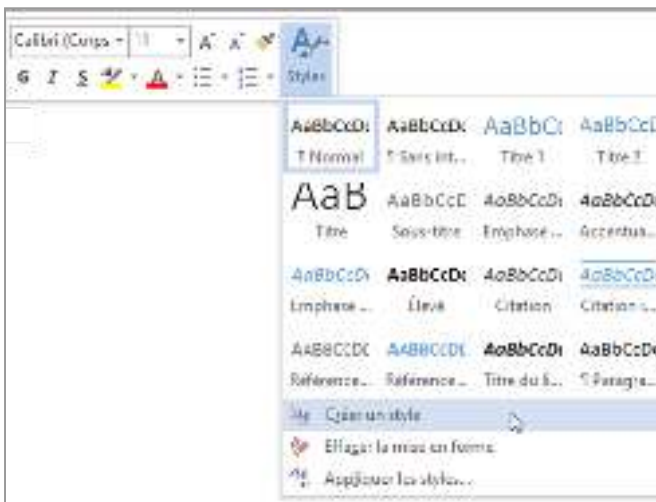 Calibri (Corps 11 A A
G I S A Styles
AaBbCcDc AaBbCcDc AaBbC( AaBbCcD
¶ Normal ¶ Sans int... Titre 1 Titre 2
AaB AaBbCcD AaBbCcDc AaBbCcDc
Titre Sous-titre Emphase ... Accentua...
AaBbCcDc AaBbCcDc AaBbCcDc AaBbCcDc
Emphase ... Élevé Citation Citation i...
AABBCCDC AABBCCDC AaBbCcDc AaBbCcDc
Référence... Référence... Titre du li... ¶ Paragra...
Créer un style
Effacer la mise en forme
Appliquer les styles...